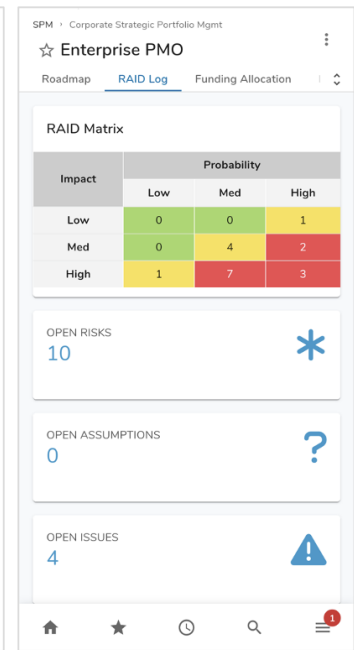 SPM › Corporate Strategic Portfolio Mgmt
Enterprise PMO
Roadmap RAID Log Funding Allocation
RAID Matrix
Impact Probability
Low Med High
Low 0 0 1
Med 0 4 2
High 1 7 3
OPEN RISKS
10
OPEN ASSUMPTIONS
0
?
OPEN ISSUES
4
1